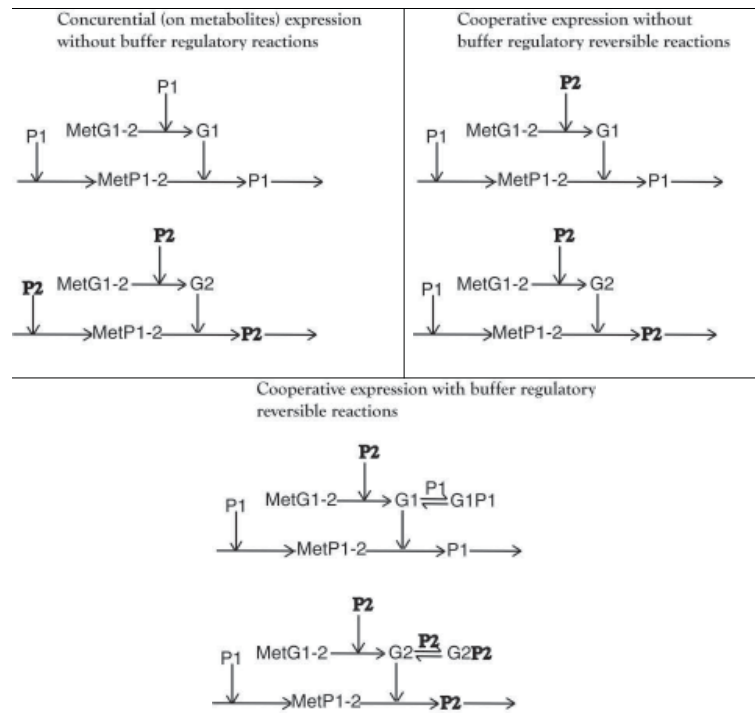 Concurential (on metabolites) expression
without buffer regulatory reactions
P1
MetG1-2 G1
P1
MetP1-2 P1
P2
P2 MetG1-2 G2
MetP1-2 P2
Cooperative expression without
buffer regulatory reversible reactions
P2
MetG1-2 G1
P1
MetP1-2 P1
P2
P1 MetG1-2 G2
MetP1-2 P2
Cooperative expression with buffer regulatory
reversible reactions
P2
P1
P1 MetG1-2 G1 G1P1
MetP1-2 P1
P2
P2
P1 MetG1-2 G2 G2P2
MetP1-2 P2